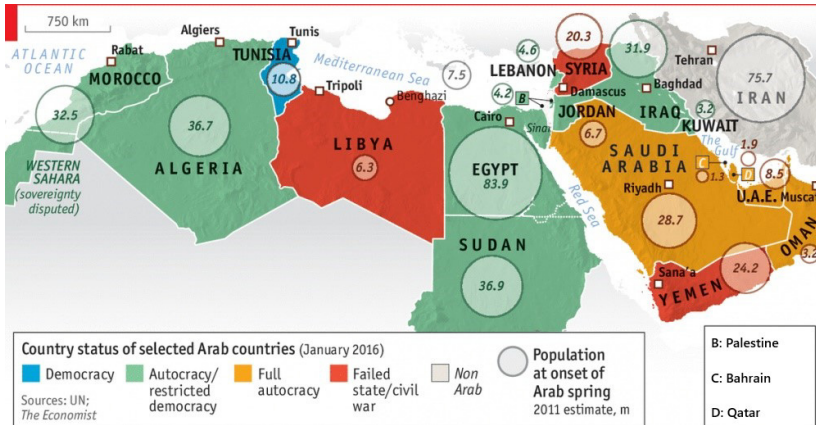 750 km
ATLANTIC
OCEAN
Rabat
Algiers
Tunis
TUNISIA
10.8
MOROCCO
32.5
Mediterranean Sea
Tripoli
Benghazi
7.5
4.6
LEBANON
4.2
B
20.3
SYRIA
Damascus
31.9
Tehran
75.7
IRAN
Baghdad
IRAQ
3.2
KUWAIT
JORDAN
6.7
Cairo
Sinai
36.7
ALGERIA
LIBYA
6.3
EGYPT
83.9
WESTERN
SAHARA
(sovereignty
disputed)
SAUDI
ARABIA
Riyadh
28.7
The Gulf
1.9
C
1.3
D
8.5
U.A.E.
Muscat
OMAN
3.2
Red Sea
SUDAN
36.9
Sana'a
YEMEN
24.2
Country status of selected Arab countries (January 2016)
Democracy
Autocracy/
restricted
democracy
Full
autocracy
Failed
state/civil
war
Non
Arab
Population
at onset of
Arab spring
2011 estimate, m
Sources: UN;
The Economist
B: Palestine
C: Bahrain
D: Qatar